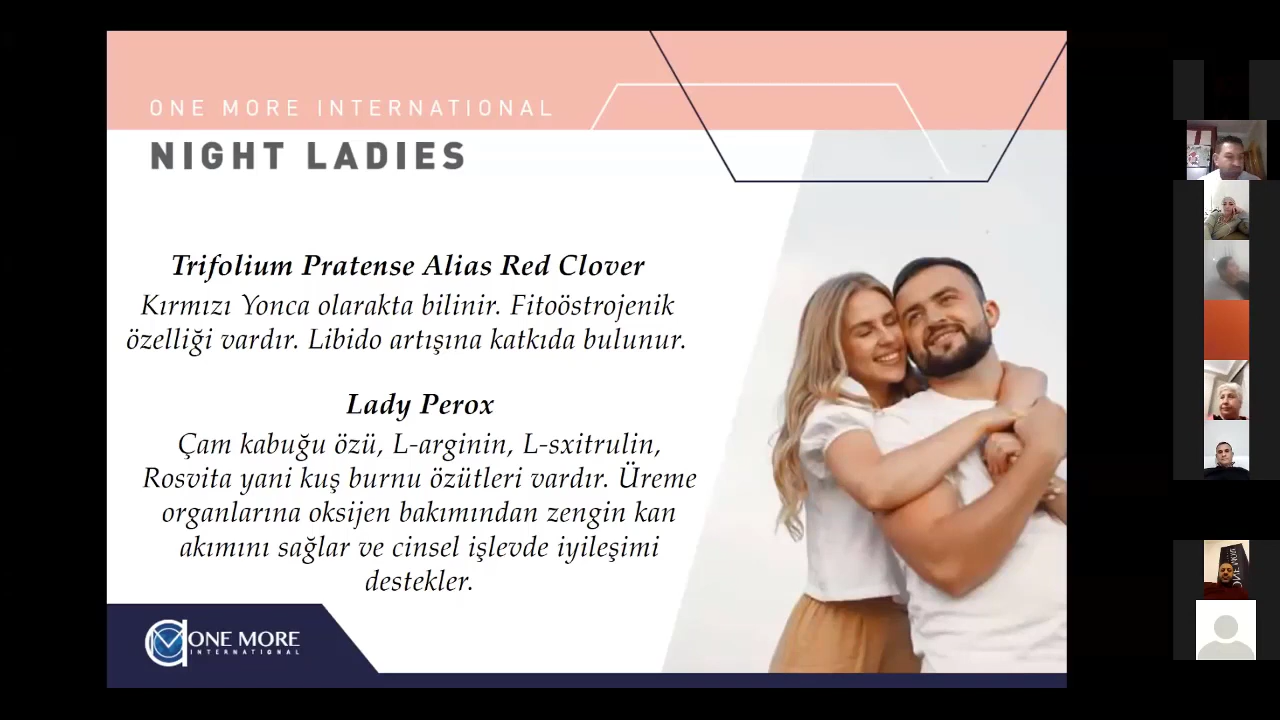 ONE MORE INTERNATIONAL
NIGHT LADIES
Trifolium Pratense Alias Red Clover
Kırmızı Yonca olarakta bilinir. Fitoöstrojenik
özelliği vardır. Libido artışına katkıda bulunur.
Lady Perox
Çam kabuğu özü, L-arginin, L-sxitrulin,
Rosvita yani kuş burnu özütleri vardır. Üreme
organlarına oksijen bakımından zengin kan
akımını sağlar ve cinsel işlevde iyileşimi
destekler.
ONE MORE
INTERNATIONAL
ONE MORE